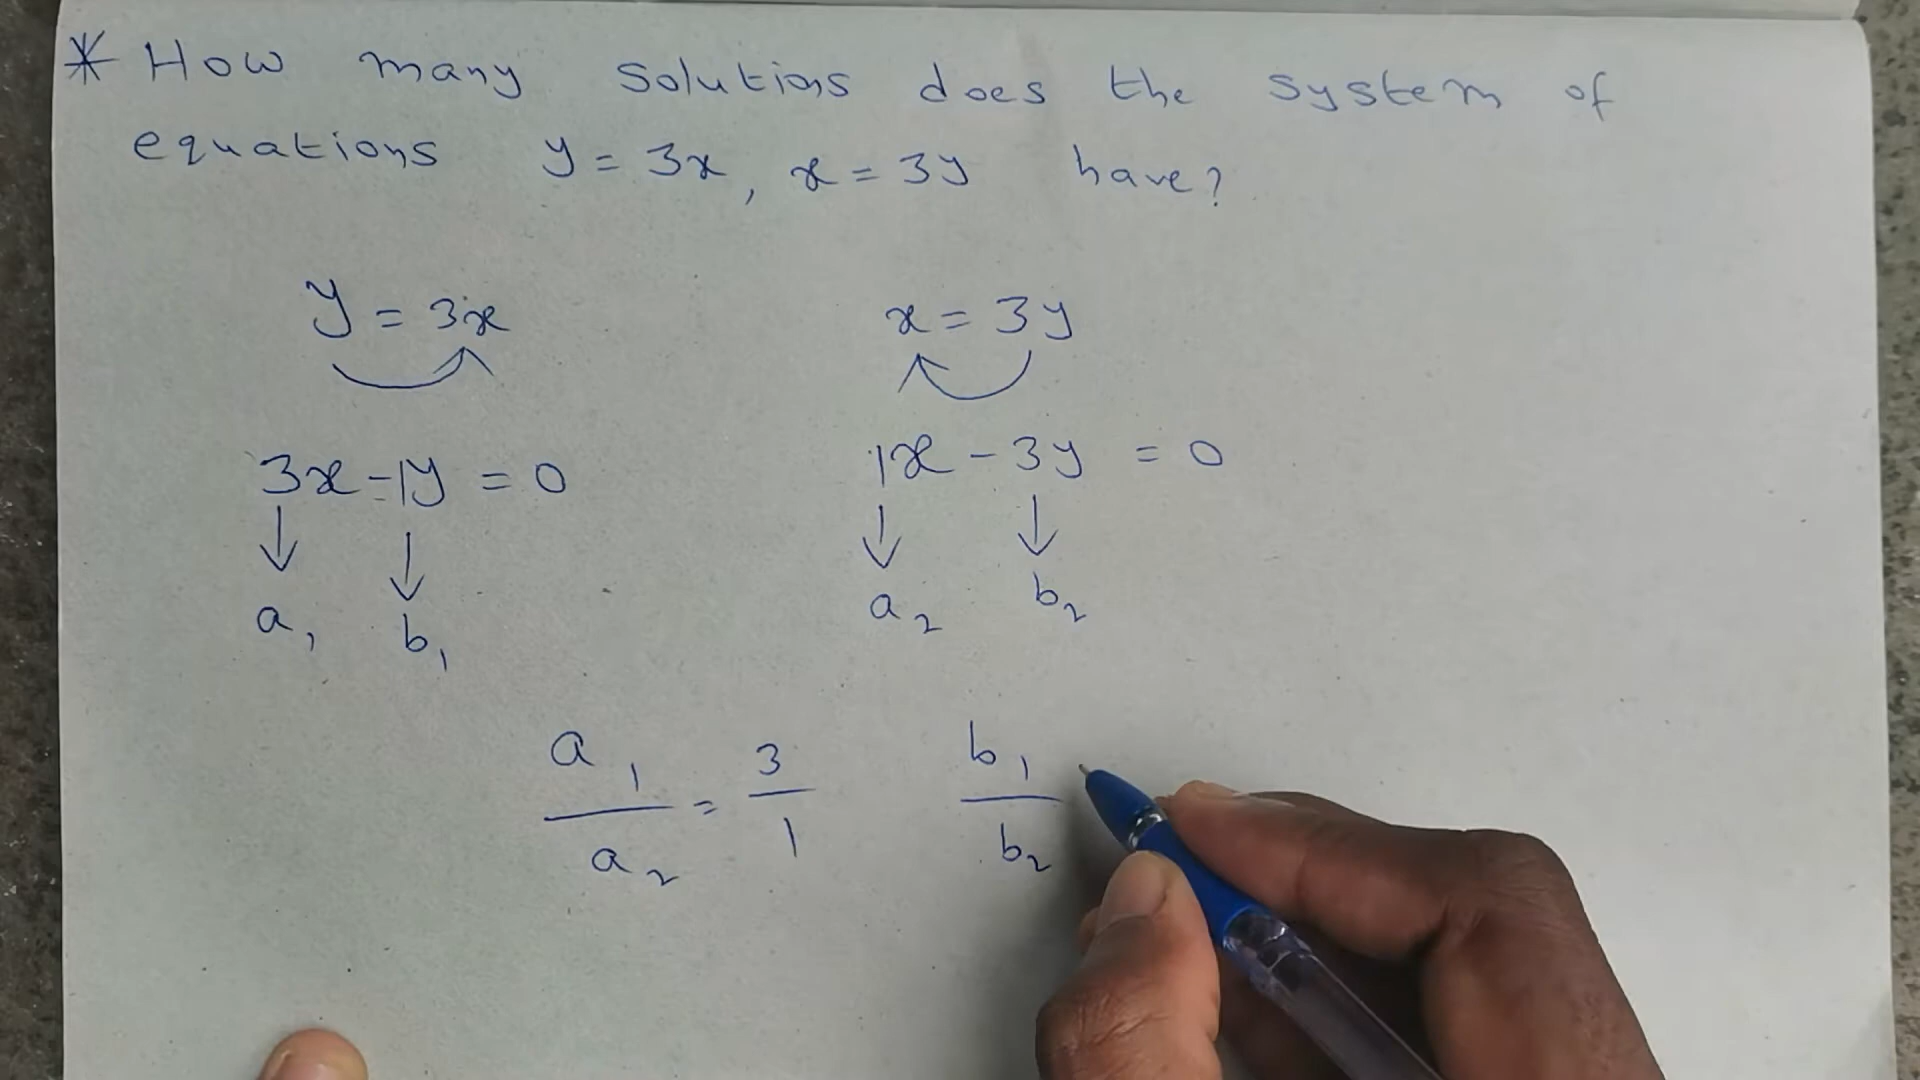 * How many solutions does the system of
equations y = 3x, x = 3y have?
y = 3x
x = 3y
3x - 1y = 0
1x - 3y = 0
a1 b1
a2 b2
a1/a2 = 3/1
b1/b2